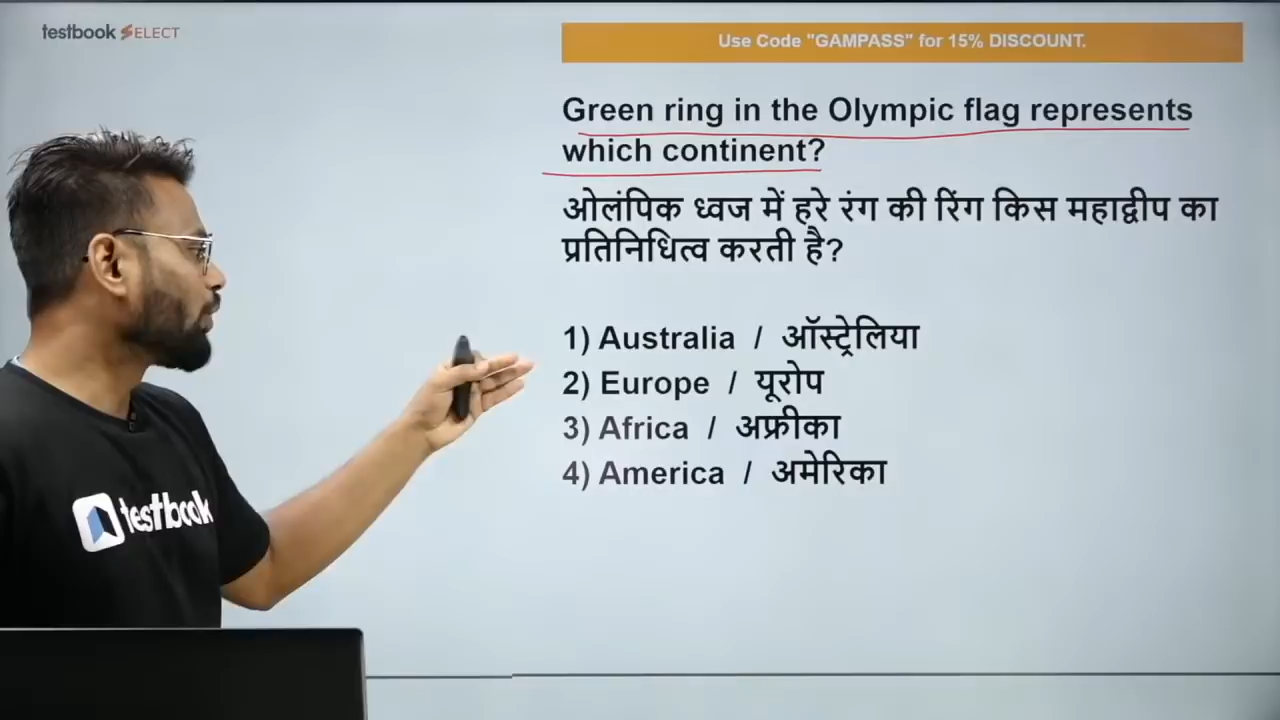 testbook SELECT
Use Code "GAMPASS" for 15% DISCOUNT.
Green ring in the Olympic flag represents
which continent?
ओलंपिक ध्वज में हरे रंग की रिंग किस महाद्वीप का
प्रतिनिधित्व करती है?
1) Australia / ऑस्ट्रेलिया
2) Europe / यूरोप
3) Africa / अफ्रीका
4) America / अमेरिका
testbook